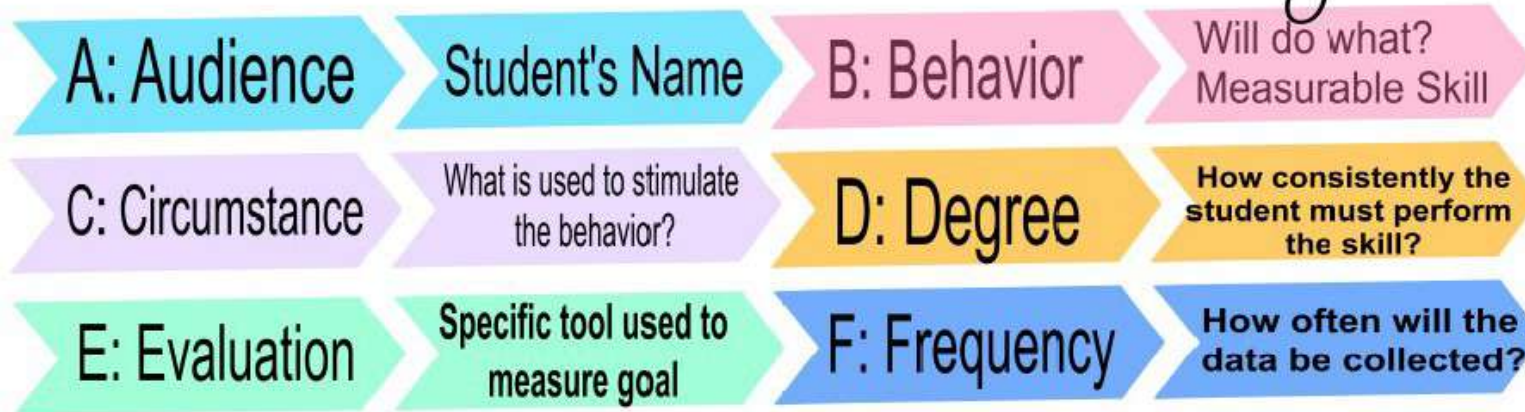 A: Audience
Student's Name
B: Behavior
Will do what?
Measurable Skill
C: Circumstance
What is used to stimulate
the behavior?
D: Degree
How consistently the
student must perform
the skill?
E: Evaluation
Specific tool used to
measure goal
F: Frequency
How often will the
data be collected?